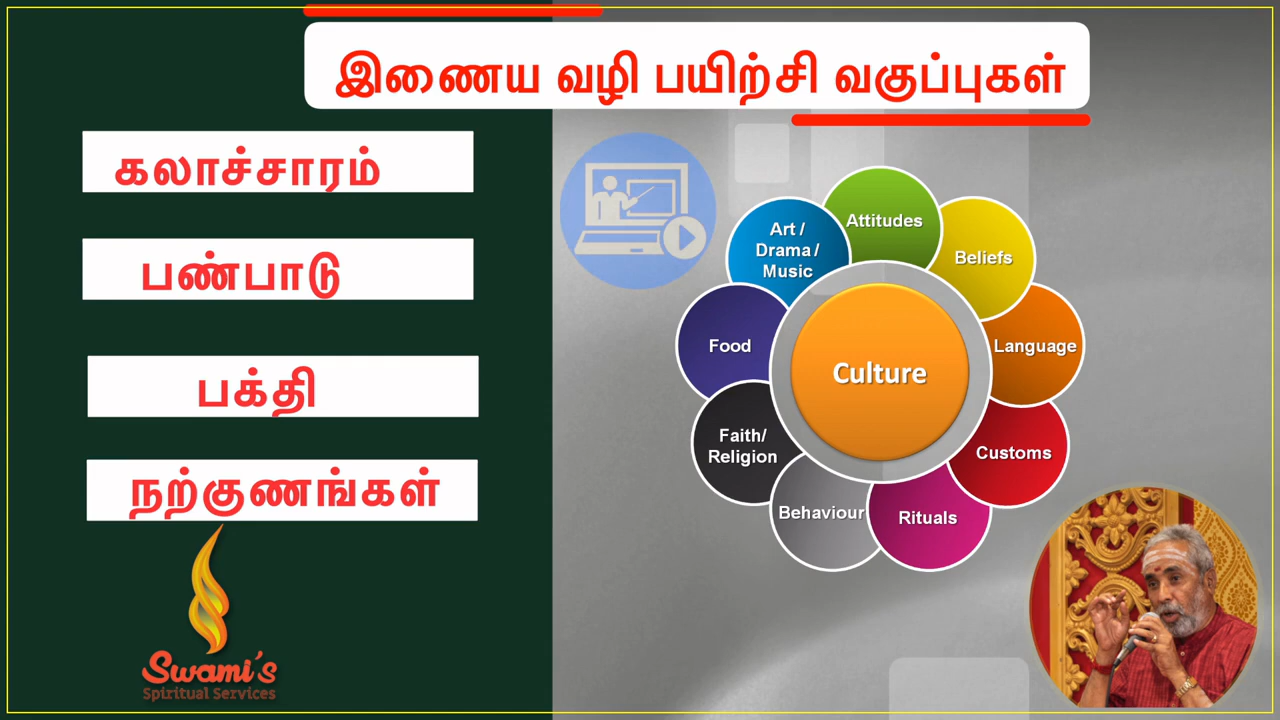 இணைய வழி பயிற்சி வகுப்புகள்
கலாச்சாரம்
பண்பாடு
பக்தி
நற்குணங்கள்
Swami's
Spiritual Services
Attitudes
Beliefs
Language
Customs
Rituals
Behaviour
Faith/
Religion
Food
Art /
Drama /
Music
Culture